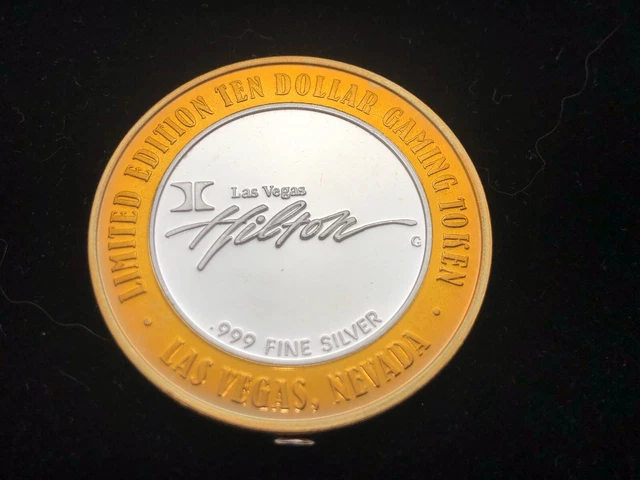 LIMITED EDITION TEN DOLLAR GAMING TOKEN
Las Vegas
Hilton
G
.999 FINE SILVER
• LAS VEGAS, NEVADA •